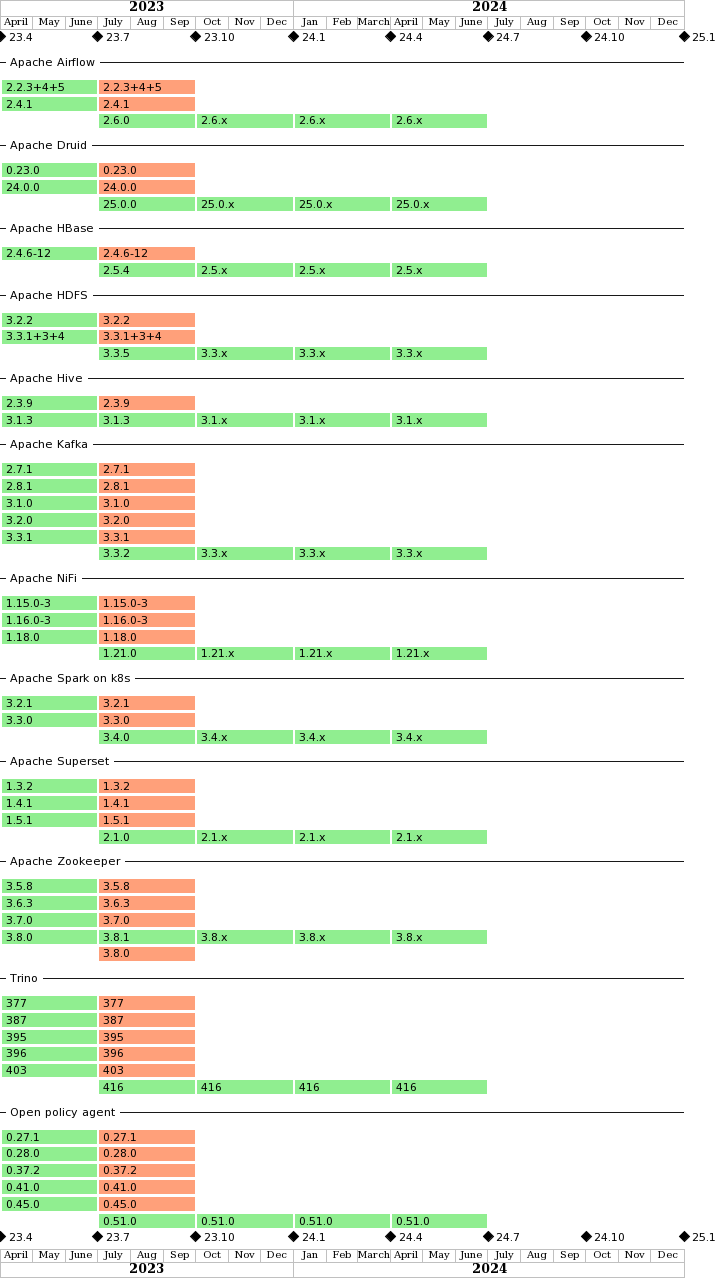 2023 2024
April May June July Aug Sep Oct Nov Dec Jan Feb March April May June July Aug Sep Oct Nov Dec
23.4 23.7 23.10 24.1 24.4 24.7 24.10 25.1
Apache Airflow
2.2.3+4+5 2.2.3+4+5
2.4.1 2.4.1
2.6.0 2.6.x 2.6.x 2.6.x
Apache Druid
0.23.0 0.23.0
24.0.0 24.0.0
25.0.0 25.0.x 25.0.x 25.0.x
Apache HBase
2.4.6-12 2.4.6-12
2.5.4 2.5.x 2.5.x 2.5.x
Apache HDFS
3.2.2 3.2.2
3.3.1+3+4 3.3.1+3+4
3.3.5 3.3.x 3.3.x 3.3.x
Apache Hive
2.3.9 2.3.9
3.1.3 3.1.3 3.1.x 3.1.x 3.1.x
Apache Kafka
2.7.1 2.7.1
2.8.1 2.8.1
3.1.0 3.1.0
3.2.0 3.2.0
3.3.1 3.3.1
3.3.2 3.3.x 3.3.x 3.3.x
Apache NiFi
1.15.0-3 1.15.0-3
1.16.0-3 1.16.0-3
1.18.0 1.18.0
1.21.0 1.21.x 1.21.x 1.21.x
Apache Spark on k8s
3.2.1 3.2.1
3.3.0 3.3.0
3.4.0 3.4.x 3.4.x 3.4.x
Apache Superset
1.3.2 1.3.2
1.4.1 1.4.1
1.5.1 1.5.1
2.1.0 2.1.x 2.1.x 2.1.x
Apache Zookeeper
3.5.8 3.5.8
3.6.3 3.6.3
3.7.0 3.7.0
3.8.0 3.8.1 3.8.x 3.8.x 3.8.x
3.8.0
Trino
377 377
387 387
395 395
396 396
403 403
416 416 416 416
Open policy agent
0.27.1 0.27.1
0.28.0 0.28.0
0.37.2 0.37.2
0.41.0 0.41.0
0.45.0 0.45.0
0.51.0 0.51.0 0.51.0 0.51.0
23.4 23.7 23.10 24.1 24.4 24.7 24.10 25.1
April May June July Aug Sep Oct Nov Dec Jan Feb March April May June July Aug Sep Oct Nov Dec
2023 2024